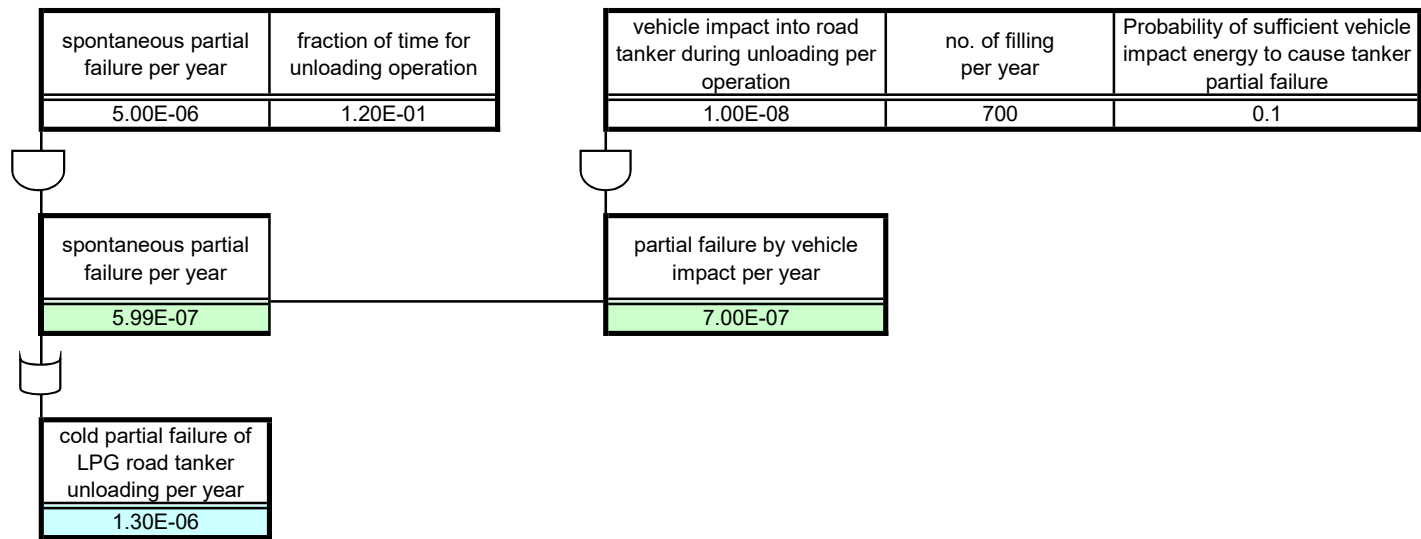 spontaneous partial
failure per year
fraction of time for
unloading operation
5.00E-06
1.20E-01
vehicle impact into road
tanker during unloading per
operation
no. of filling
per year
Probability of sufficient vehicle
impact energy to cause tanker
partial failure
1.00E-08
700
0.1
spontaneous partial
failure per year
5.99E-07
partial failure by vehicle
impact per year
7.00E-07
cold partial failure of
LPG road tanker
unloading per year
1.30E-06